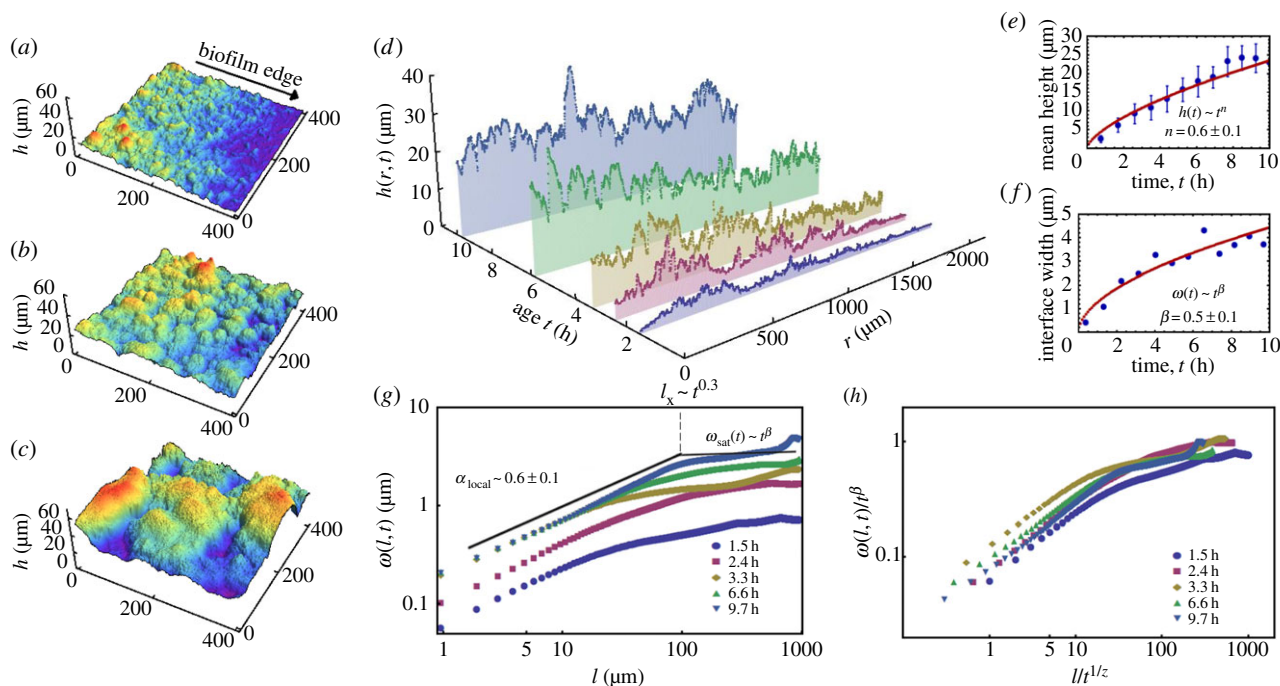 (a)
biofilm edge
h (µm)
60
40
20
0
0
200
400
0
200
400
(b)
h (µm)
60
40
20
0
0
200
400
0
200
400
(c)
h (µm)
60
40
20
0
0
200
400
0
200
400
(d)
h(r, t) (µm)
40
30
20
10
0
10
8
6
4
2
age t (h)
0
500
1000
1500
2000
r (µm)
(e)
mean height (µm)
30
25
20
15
10
5
0
2
4
6
8
10
h(t) ~ tⁿ
n = 0.6 ± 0.1
time, t (h)
(f)
interface width (µm)
5
4
3
2
1
0
2
4
6
8
10
ω(t) ~ t^β
β = 0.5 ± 0.1
time, t (h)
(g)
l_x ~ t^0.3
ω(l, t) (µm)
10
1
0.1
α_local ~ 0.6 ± 0.1
ω_sat(t) ~ t^β
1.5 h
2.4 h
3.3 h
6.6 h
9.7 h
1
5
10
100
1000
l (µm)
(h)
ω(l, t)/t^β
1
0.1
1.5 h
2.4 h
3.3 h
6.6 h
9.7 h
1
5
10
100
1000
l/t^1/z